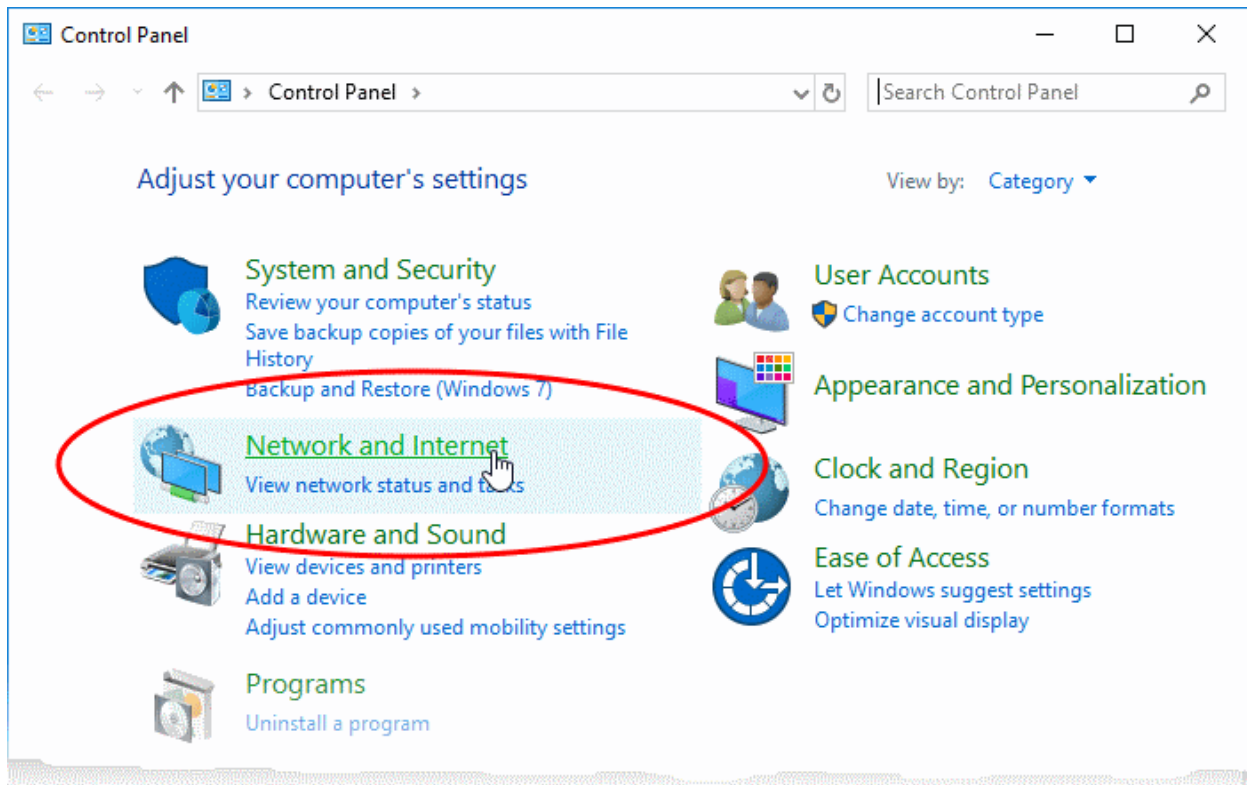 Control Panel
Control Panel
Search Control Panel
Adjust your computer's settings
View by: Category
System and Security
Review your computer's status
Save backup copies of your files with File
History
Backup and Restore (Windows 7)
Network and Internet
View network status and tasks
Hardware and Sound
View devices and printers
Add a device
Adjust commonly used mobility settings
Programs
Uninstall a program
User Accounts
Change account type
Appearance and Personalization
Clock and Region
Change date, time, or number formats
Ease of Access
Let Windows suggest settings
Optimize visual display